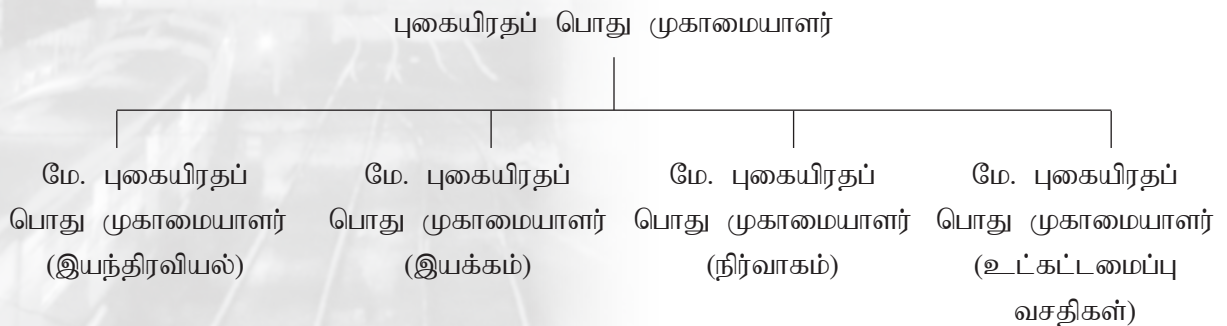 புகையிரதப் பொது முகாமையாளர்
மே. புகையிரதப்
பொது முகாமையாளர்
(இயந்திரவியல்)
மே. புகையிரதப்
பொது முகாமையாளர்
(இயக்கம்)
மே. புகையிரதப்
பொது முகாமையாளர்
(நிர்வாகம்)
மே. புகையிரதப்
பொது முகாமையாளர்
(உட்கட்டமைப்பு
வசதிகள்)